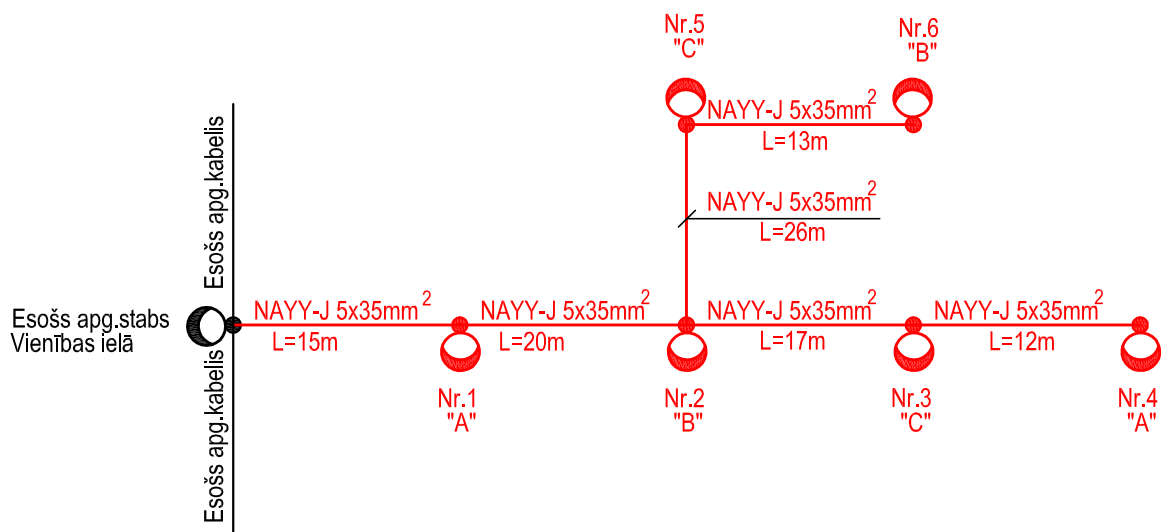 Nr.5
"C"
Nr.6
"B"
NAYY-J 5x35mm²
L=13m
Esošs apg.kabelis
NAYY-J 5x35mm²
L=26m
Esošs apg.stabs
Vienības ielā
NAYY-J 5x35mm²
L=15m
NAYY-J 5x35mm²
L=20m
NAYY-J 5x35mm²
L=17m
NAYY-J 5x35mm²
L=12m
Esošs apg.kabelis
Nr.1
"A"
Nr.2
"B"
Nr.3
"C"
Nr.4
"A"